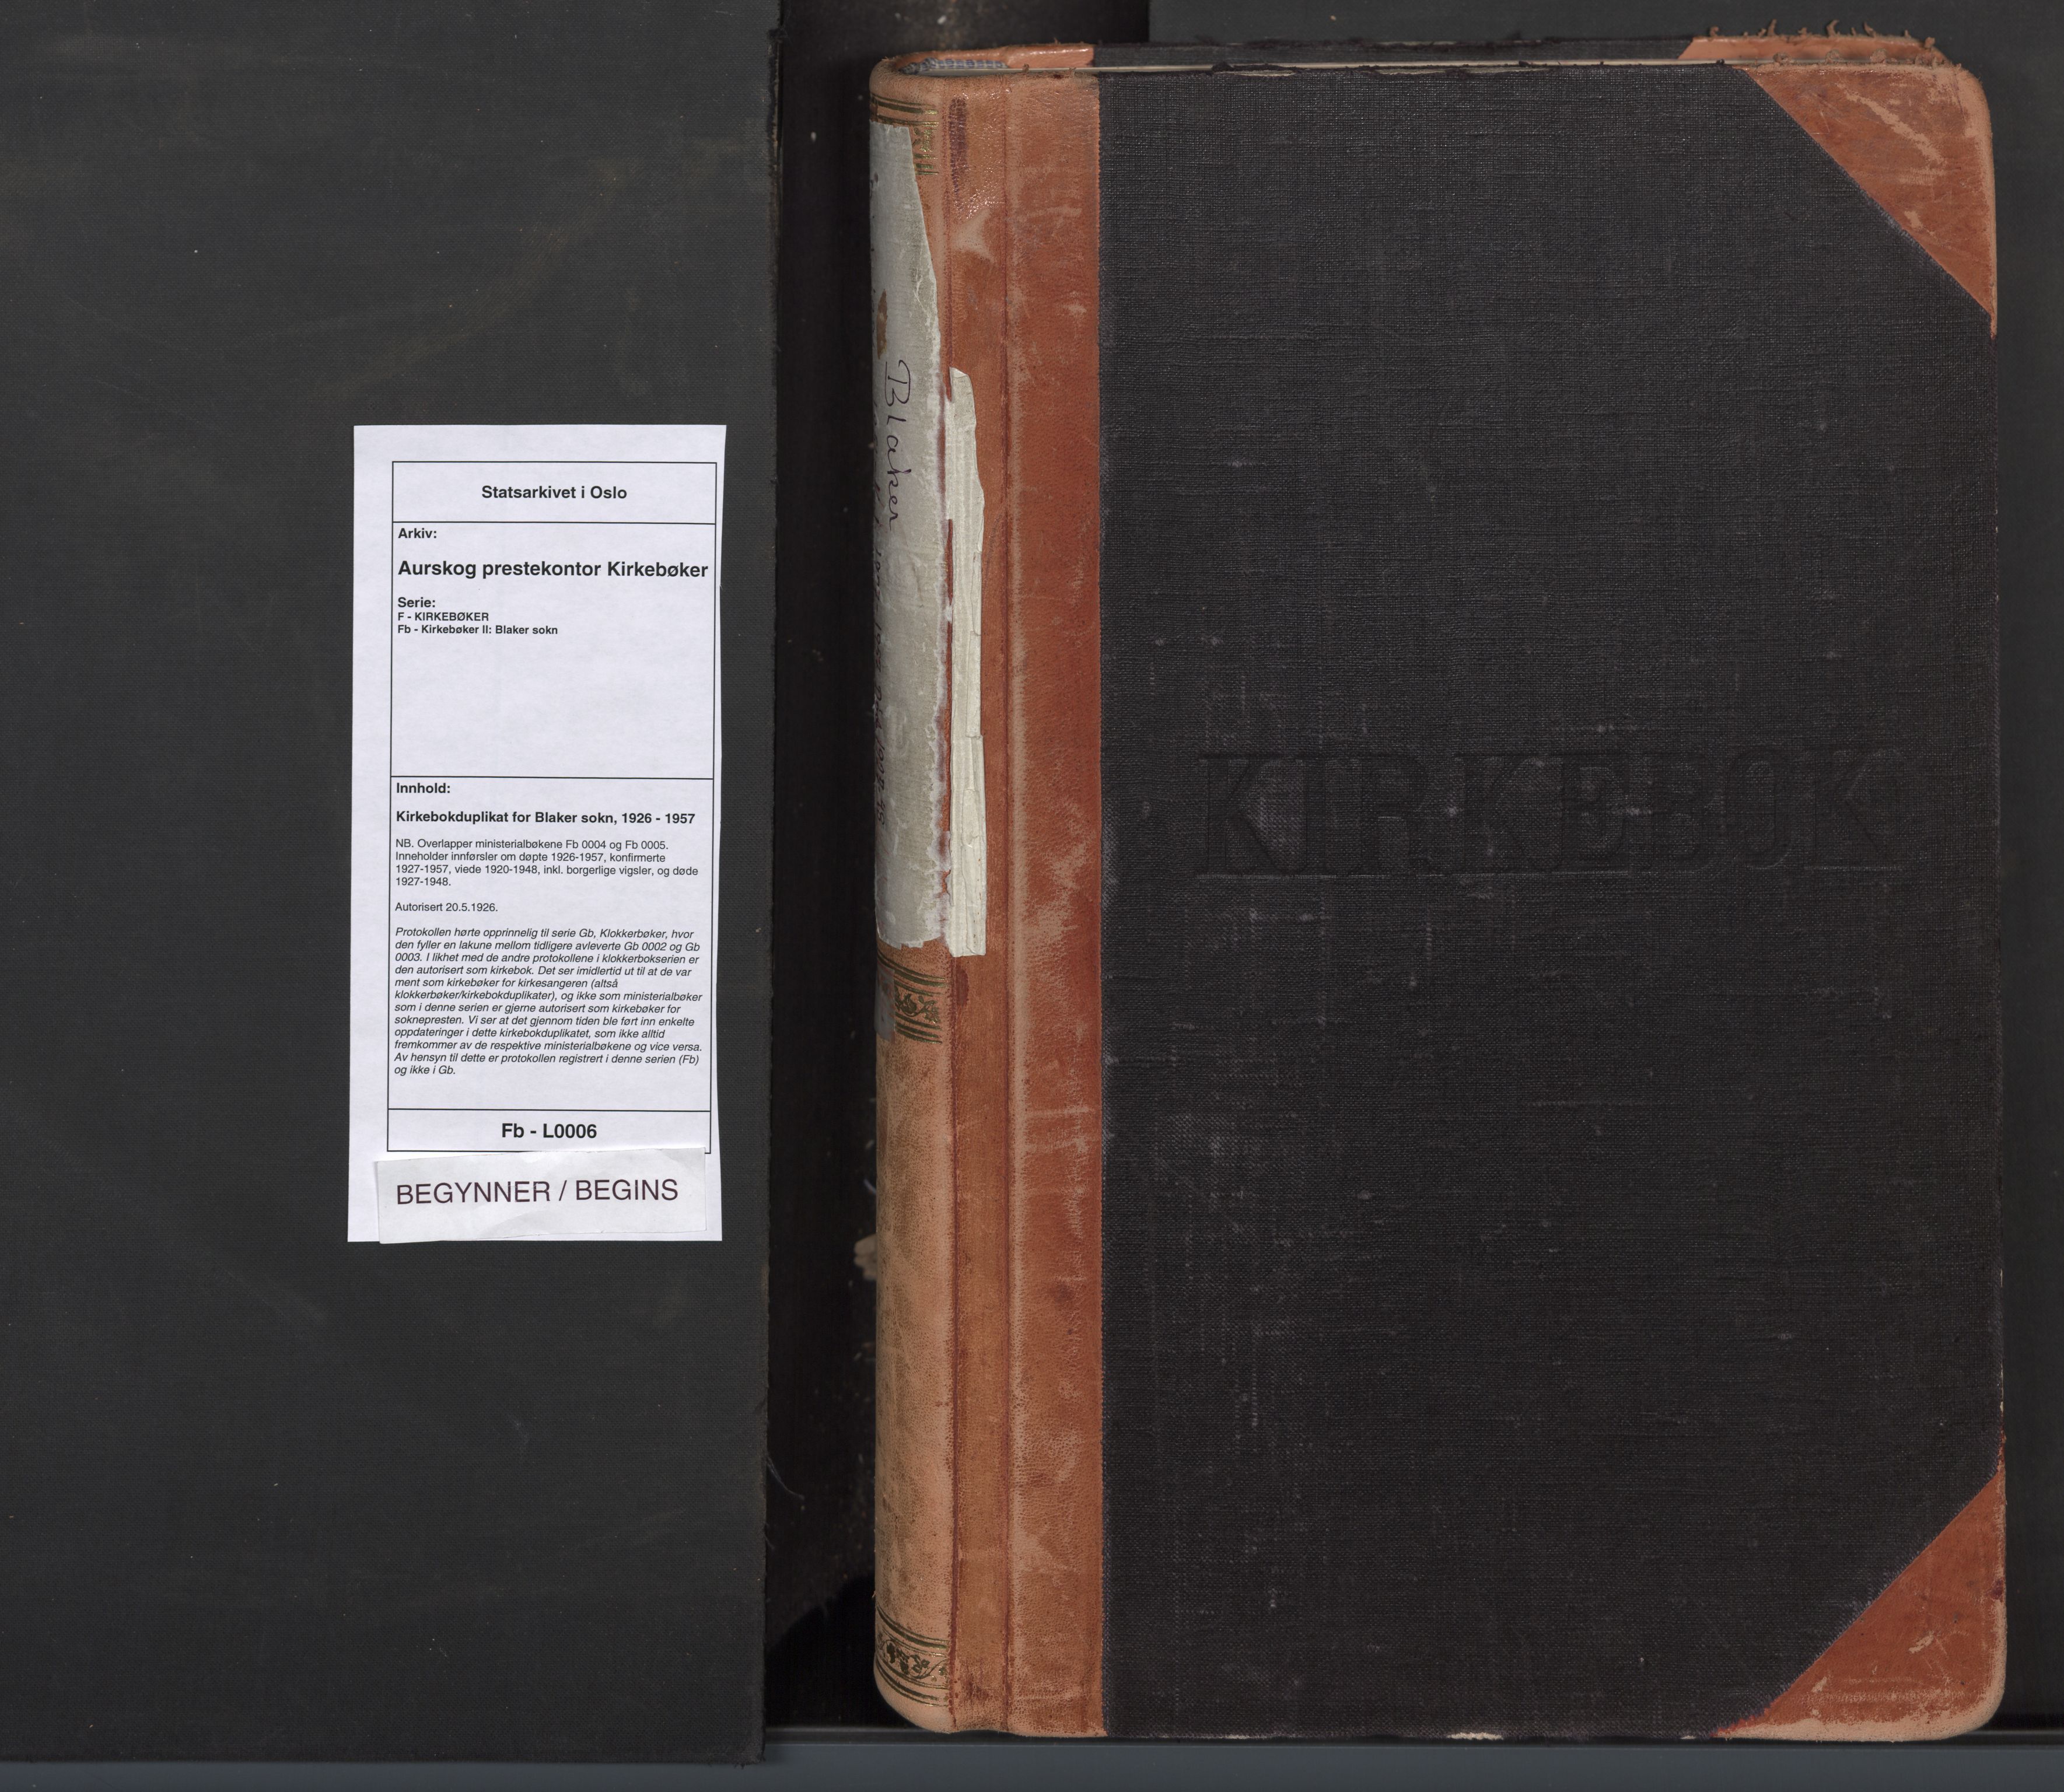 Statsarkivet i Oslo
Arkiv:
Aurskog prestekontor Kirkebøker
Serie:
F - KIRKEBØKER
Fb - Kirkebøker II: Blaker sokn
Innhold:
Kirkebokduplikat for Blaker sokn, 1926 - 1957
NB. Overlapper ministerialbøkene Fb 0004 og Fb 0005.
Inneholder innførsler om døpte 1926-1957, konfirmerte
1927-1957, viede 1920-1948, inkl. borgerlige vigsler, og døde
1927-1948.
Autorisert 20.5.1926.
Protokollen hørte opprinnelig til serie Gb, Klokkerbøker, hvor
den fyller en lakune mellom tidligere avleverte Gb 0002 og Gb
0003. I likhet med de andre protokollene i klokkerbokserien er
den autorisert som kirkebok. Det ser imidlertid ut til at de var
ment som kirkebøker for kirkesangeren (altså
klokkerbøker/kirkebokduplikater), og ikke som ministerialbøker
som i denne serien er gjerne autorisert som kirkebøker for
soknepresten. Vi ser at det gjennom tiden ble ført inn enkelte
oppdateringer i dette kirkebokduplikatet, som ikke alltid
fremkommer av de respektive ministerialbøkene og vice versa.
Av hensyn til dette er protokollen registrert i denne serien (Fb)
og ikke i Gb.
Fb - L0006
BEGYNNER / BEGINS
Blaker
KIRKEBOK